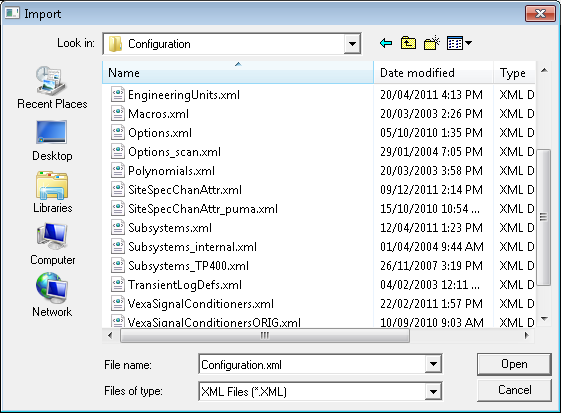 Import
Look in: Configuration
Name Date modified Type
EngineeringUnits.xml 20/04/2011 4:13 PM XML D
Macros.xml 20/03/2003 2:26 PM XML D
Options.xml 05/10/2010 1:35 PM XML D
Options_scan.xml 29/01/2004 7:05 PM XML D
Polynomials.xml 20/03/2003 3:58 PM XML D
SiteSpecChanAttr.xml 09/12/2011 2:14 PM XML D
SiteSpecChanAttr_puma.xml 15/10/2010 10:54 ... XML D
Subsystems.xml 12/04/2011 1:23 PM XML D
Subsystems_internal.xml 01/04/2004 9:44 AM XML D
Subsystems_TP400.xml 26/11/2007 3:19 PM XML D
TransientLogDefs.xml 04/02/2003 12:11 ... XML D
VexaSignalConditioners.xml 22/02/2011 1:57 PM XML D
VexaSignalConditionersORIG.xml 10/09/2010 9:03 AM XML D
Recent Places
Desktop
Libraries
Computer
Network
File name: Configuration.xml Open
Files of type: XML Files (*.XML) Cancel